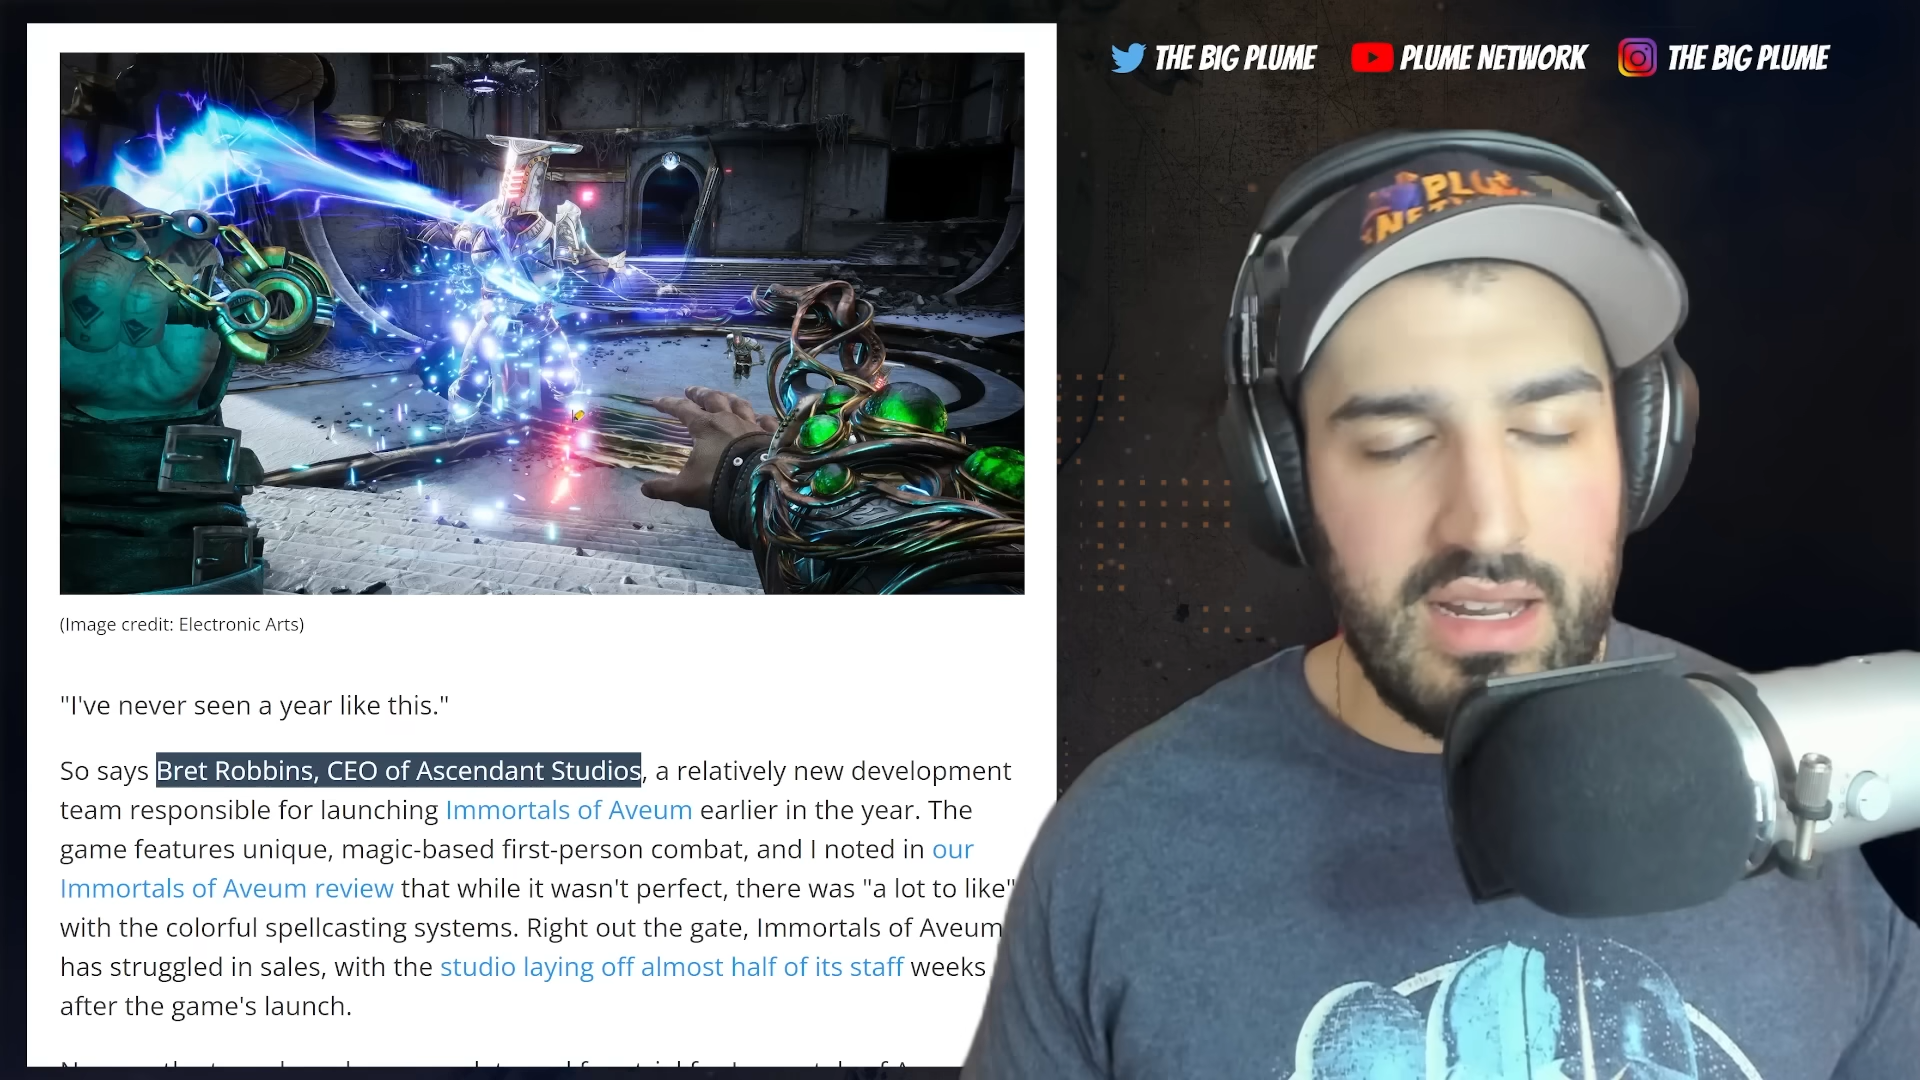 THE BIG PLUME PLUME NETWORK THE BIG PLUME
(Image credit: Electronic Arts)
"I've never seen a year like this."
So says Bret Robbins, CEO of Ascendant Studios, a relatively new development
team responsible for launching Immortals of Aveum earlier in the year. The
game features unique, magic-based first-person combat, and I noted in our
Immortals of Aveum review that while it wasn't perfect, there was "a lot to like"
with the colorful spellcasting systems. Right out the gate, Immortals of Aveum
has struggled in sales, with the studio laying off almost half of its staff weeks
after the game's launch.